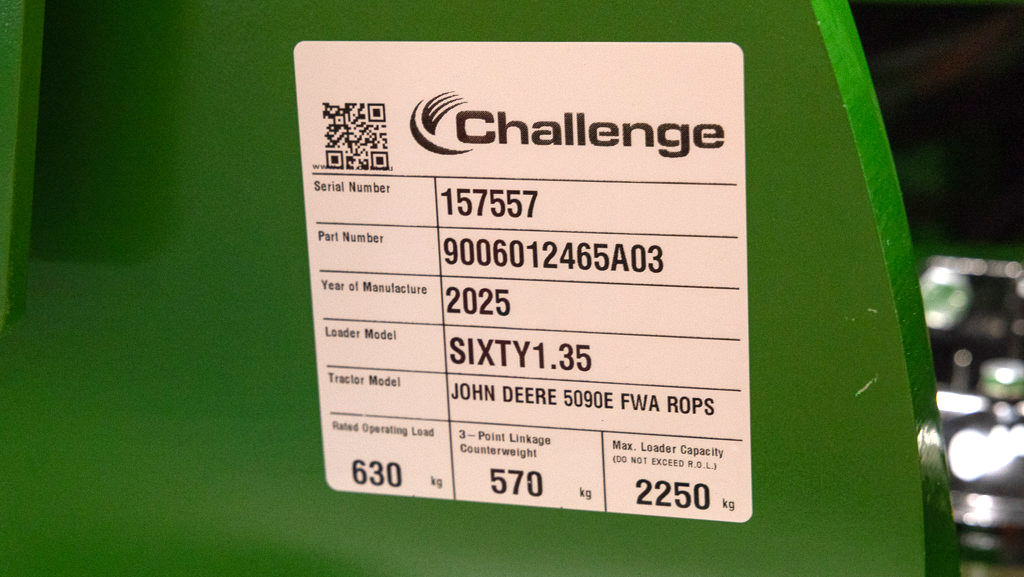 Challenge
Serial Number 157557
Part Number 9006012465A03
Year of Manufacture 2025
Loader Model SIXTY1.35
Tractor Model JOHN DEERE 5090E FWA ROPS
Rated Operating Load
630 kg
3-Point Linkage
Counterweight
570 kg
Max. Loader Capacity
(DO NOT EXCEED R.O.L.)
2250 kg